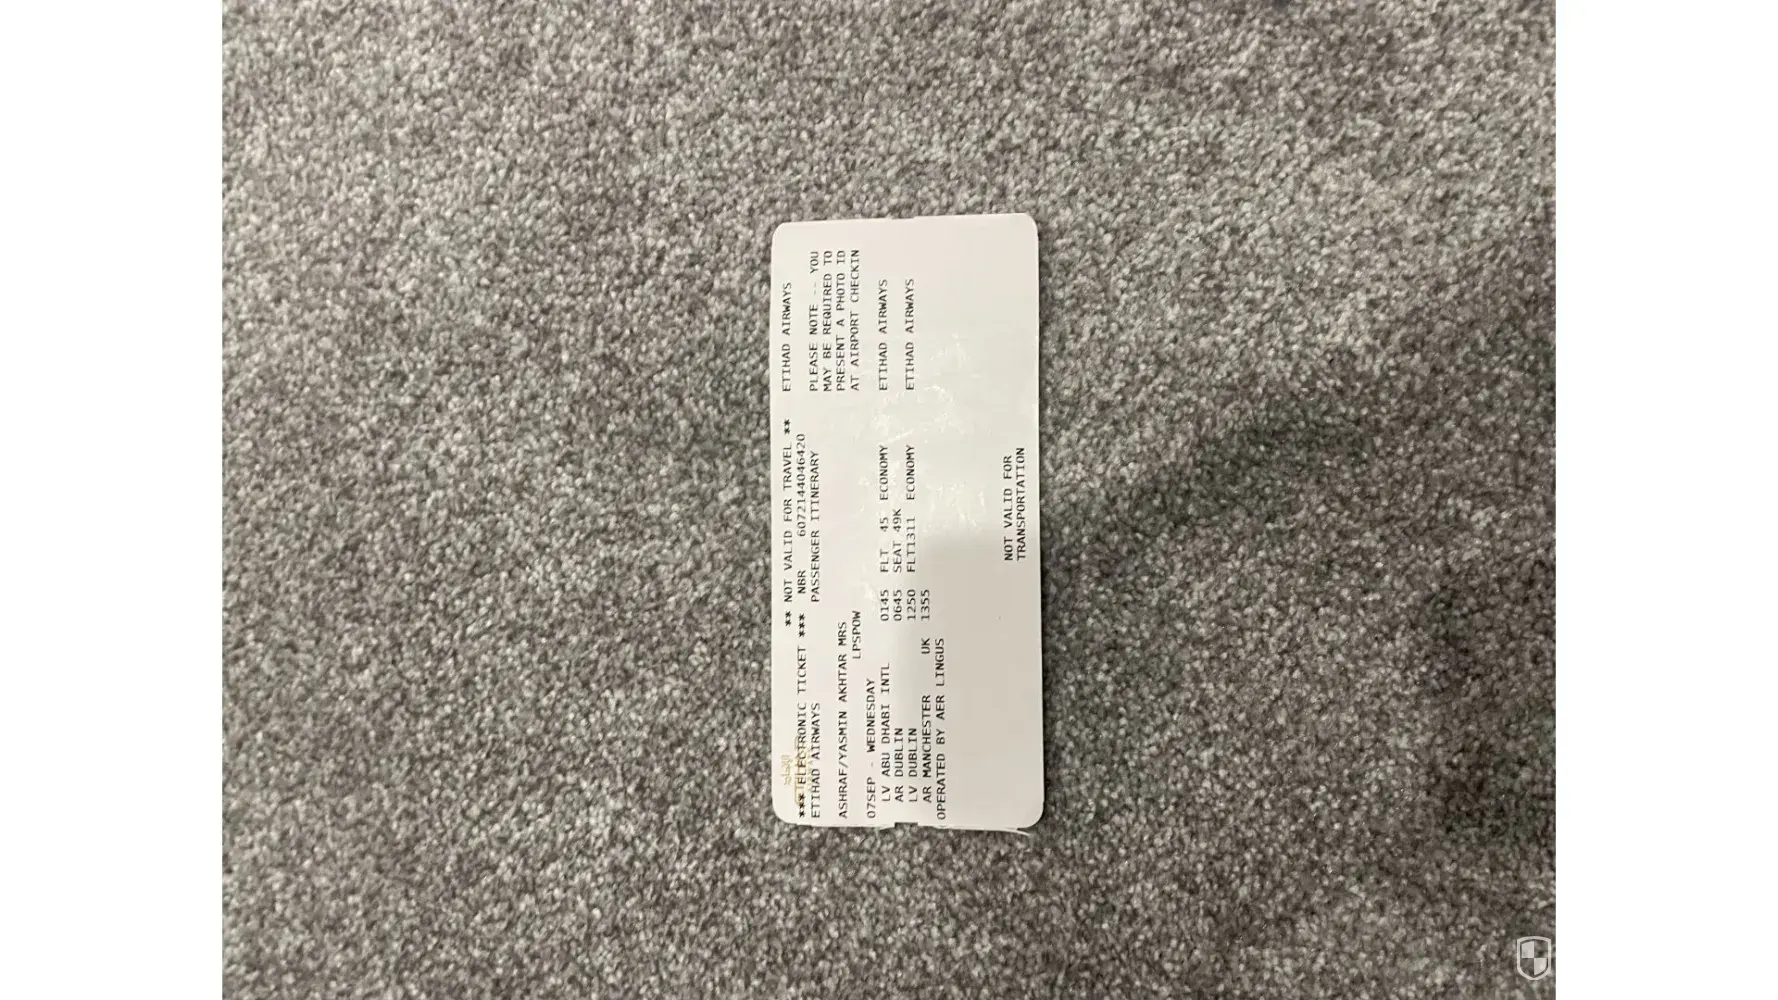 ** NOT VALID FOR TRAVEL ** ETIHAD AIRWAYS
*** ELECTRONIC TICKET *** NBR 6072144046420
ETIHAD AIRWAYS PASSENGER ITINERARY PLEASE NOTE -- YOU
MAY BE REQUIRED TO
ASHRAF/YASMIN AKHTAR MRS PRESENT A PHOTO ID
LPSPOW AT AIRPORT CHECKIN
07SEP - WEDNESDAY
LV ABU DHABI INTL 0145 FLT 45 ECONOMY ETIHAD AIRWAYS
AR DUBLIN 0645 SEAT 49K
LV DUBLIN 1250 FLT1311 ECONOMY ETIHAD AIRWAYS
AR MANCHESTER UK 1355
OPERATED BY AER LINGUS
NOT VALID FOR
TRANSPORTATION